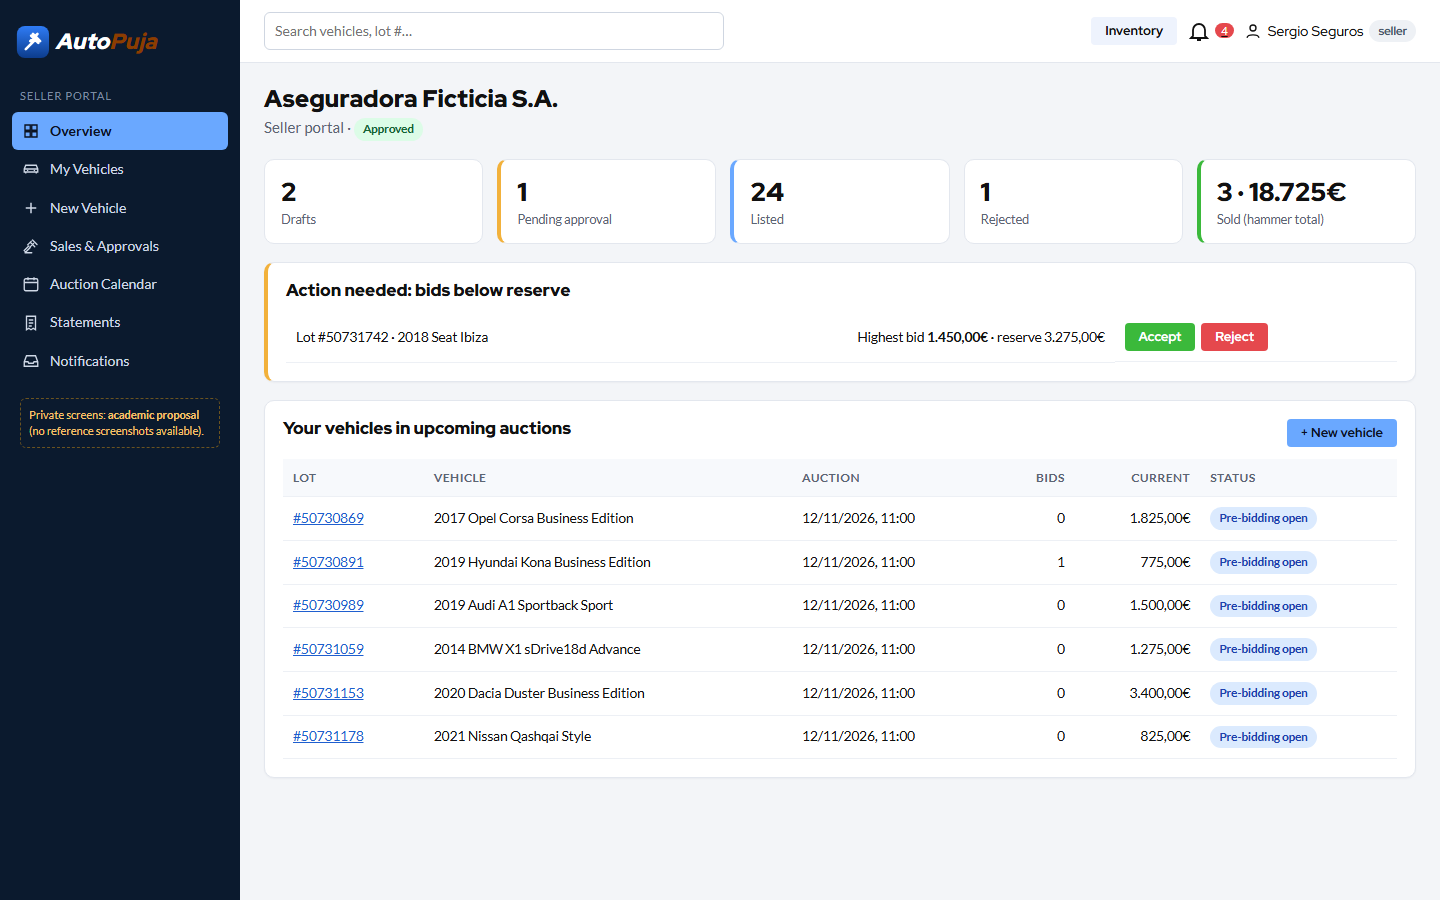 AutoPuja
SELLER PORTAL
Overview
My Vehicles
New Vehicle
Sales & Approvals
Auction Calendar
Statements
Notifications
Private screens: academic proposal
(no reference screenshots available).
Search vehicles, lot #...
Inventory
4
Sergio Seguros
seller
Aseguradora Ficticia S.A.
Seller portal · Approved
2
Drafts
1
Pending approval
24
Listed
1
Rejected
3 · 18.725€
Sold (hammer total)
Action needed: bids below reserve
Lot #50731742 · 2018 Seat Ibiza
Highest bid 1.450,00€ · reserve 3.275,00€
Accept
Reject
Your vehicles in upcoming auctions
+ New vehicle
LOT VEHICLE AUCTION BIDS CURRENT STATUS
#50730869 2017 Opel Corsa Business Edition 12/11/2026, 11:00 0 1.825,00€ Pre-bidding open
#50730891 2019 Hyundai Kona Business Edition 12/11/2026, 11:00 1 775,00€ Pre-bidding open
#50730989 2019 Audi A1 Sportback Sport 12/11/2026, 11:00 0 1.500,00€ Pre-bidding open
#50731059 2014 BMW X1 sDrive18d Advance 12/11/2026, 11:00 0 1.275,00€ Pre-bidding open
#50731153 2020 Dacia Duster Business Edition 12/11/2026, 11:00 0 3.400,00€ Pre-bidding open
#50731178 2021 Nissan Qashqai Style 12/11/2026, 11:00 0 825,00€ Pre-bidding open